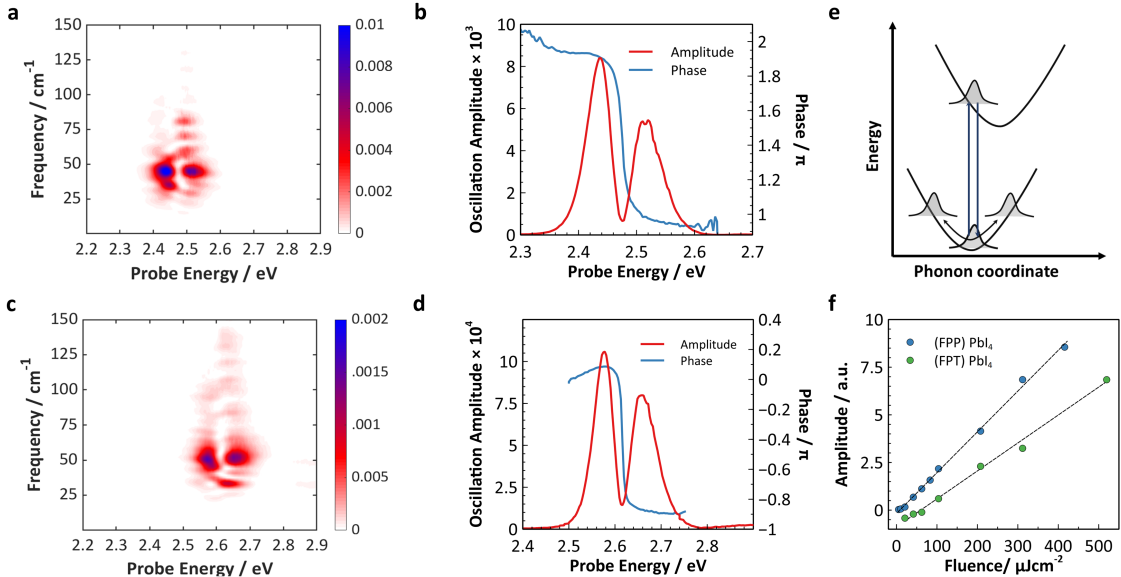 a
150
125
100
75
50
25
Frequency / cm-1
2.2 2.3 2.4 2.5 2.6 2.7 2.8 2.9
Probe Energy / eV
0.01
0.008
0.006
0.004
0.002
0
b
10
8
6
4
2
0
Oscillation Amplitude × 10³
2.3 2.4 2.5 2.6 2.7
Probe Energy / eV
Amplitude
Phase
2
1.8
1.6
1.4
1.2
1
Phase / π
e
Energy
Phonon coordinate
c
150
125
100
75
50
25
Frequency / cm-1
2.2 2.3 2.4 2.5 2.6 2.7 2.8 2.9
Probe Energy / eV
0.002
0.0015
0.001
0.0005
0
d
10
8
6
4
2
0
Oscillation Amplitude × 10⁴
2.4 2.5 2.6 2.7 2.8
Probe Energy / eV
Amplitude
Phase
0.4
0.2
0
−0.2
−0.4
−0.6
−0.8
−1
Phase / π
f
10
7.5
5
2.5
0
Amplitude / a.u.
(FPP) PbI₄
(FPT) PbI₄
0 100 200 300 400 500
Fluence/ μJcm⁻²